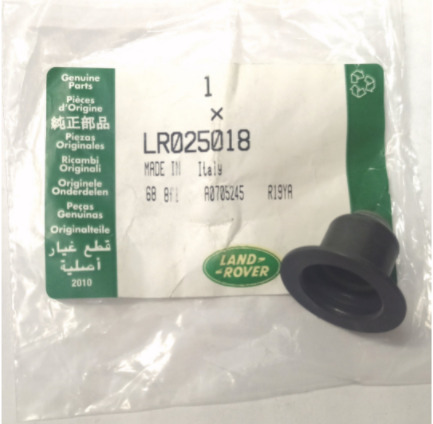 Genuine
Parts
Pièces
d'Origine
純正部品
Piezas
Originales
Ricambi
Originali
Originele
Onderdelen
Peças
Genuínas
Originalteile
قطع غيار
أصلية
2010
1
×
LR025018
MADE IN Italy
68 A0705245 R19YA
LAND-
-ROVER